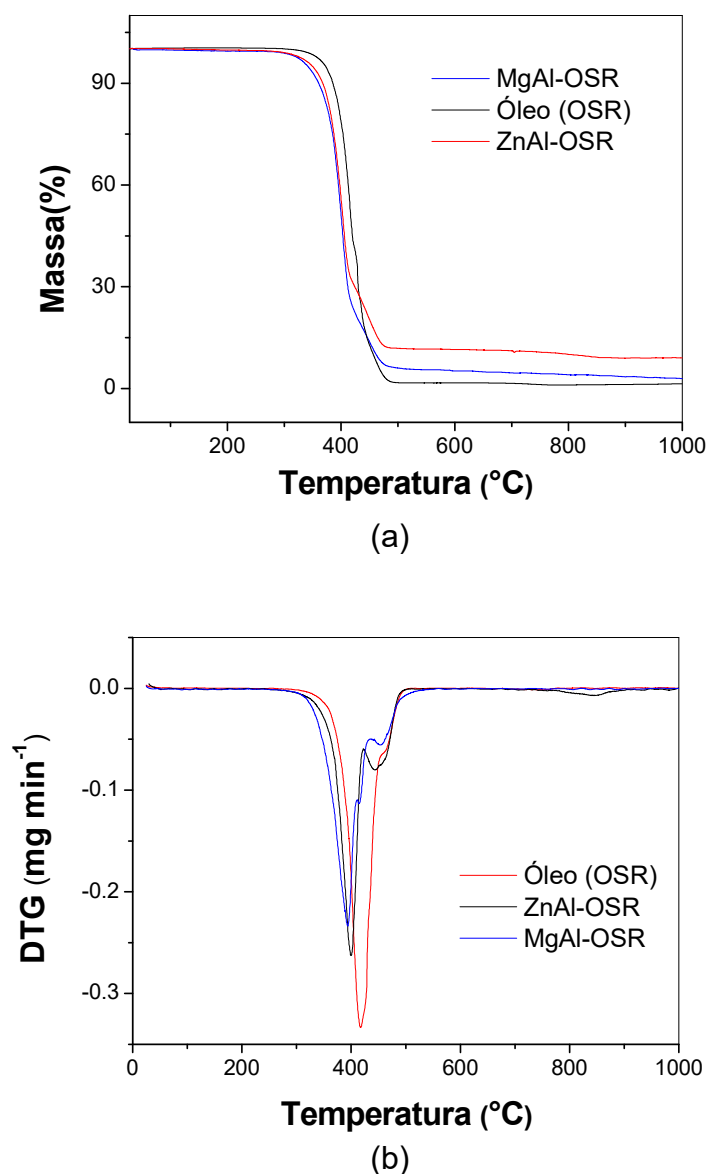 90
60
30
0
Massa(%)
MgAl-OSR
Óleo (OSR)
ZnAl-OSR
200 400 600 800 1000
Temperatura (°C)
(a)
0.0
-0.1
-0.2
-0.3
DTG (mg min⁻¹)
Óleo (OSR)
ZnAl-OSR
MgAl-OSR
0 200 400 600 800 1000
Temperatura (°C)
(b)